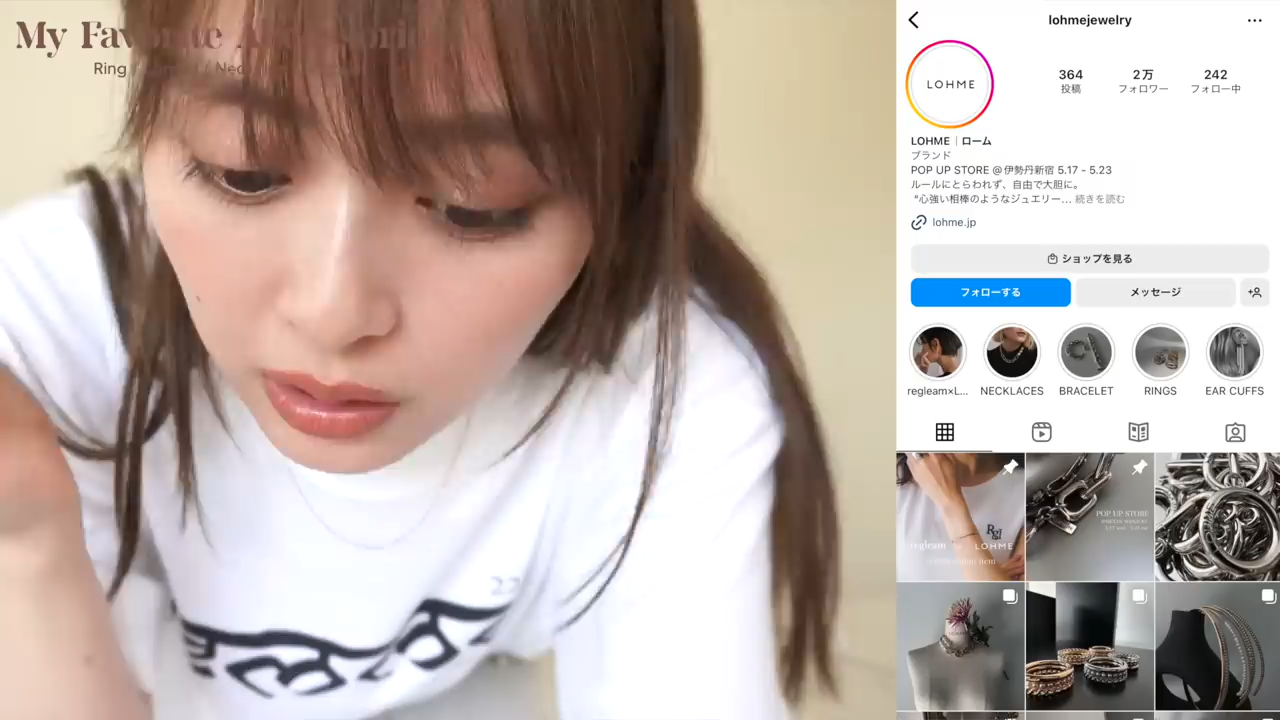 My
Ring
lohmejewelry
LOHME
364
投稿
2万
フォロワー
242
フォロー中
LOHME｜ローム
ブランド
POP UP STORE @伊勢丹新宿 5.17 - 5.23
ルールにとらわれず、自由で大胆に。
“心強い相棒のようなジュエリー... 続きを読む
lohme.jp
ショップを見る
フォローする
メッセージ
regleam×L...
NECKLACES
BRACELET
RINGS
EAR CUFFS
Rgl
regleam
LOHME
POP UP STORE